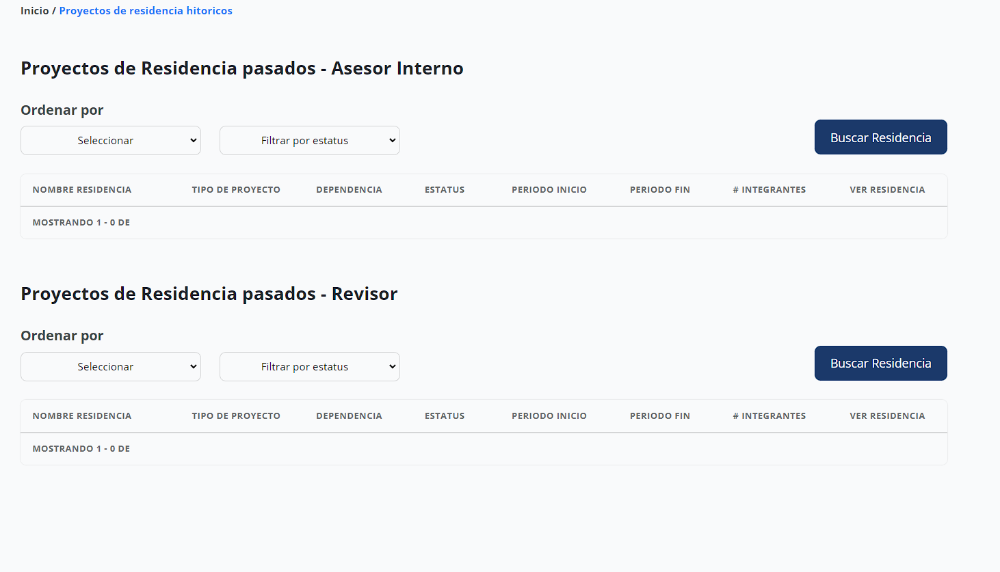 Inicio / Proyectos de residencia hitoricos
Proyectos de Residencia pasados - Asesor Interno
Ordenar por
Seleccionar Filtrar por estatus Buscar Residencia
NOMBRE RESIDENCIA TIPO DE PROYECTO DEPENDENCIA ESTATUS PERIODO INICIO PERIODO FIN # INTEGRANTES VER RESIDENCIA
MOSTRANDO 1 - 0 DE
Proyectos de Residencia pasados - Revisor
Ordenar por
Seleccionar Filtrar por estatus Buscar Residencia
NOMBRE RESIDENCIA TIPO DE PROYECTO DEPENDENCIA ESTATUS PERIODO INICIO PERIODO FIN # INTEGRANTES VER RESIDENCIA
MOSTRANDO 1 - 0 DE